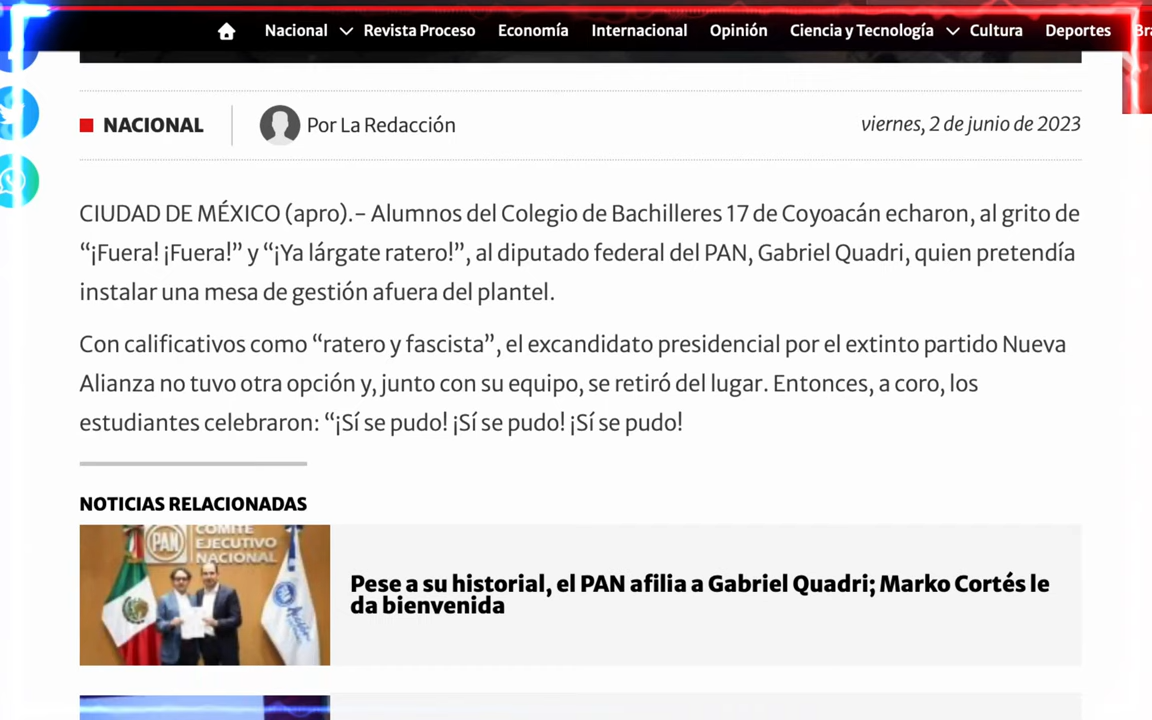 Nacional Revista Proceso Economía Internacional Opinión Ciencia y Tecnología Cultura Deportes
NACIONAL Por La Redacción viernes, 2 de junio de 2023
CIUDAD DE MÉXICO (apro).– Alumnos del Colegio de Bachilleres 17 de Coyoacán echaron, al grito de
“¡Fuera! ¡Fuera!” y “¡Ya lárgate ratero!”, al diputado federal del PAN, Gabriel Quadri, quien pretendía
instalar una mesa de gestión afuera del plantel.
Con calificativos como “ratero y fascista”, el excandidato presidencial por el extinto partido Nueva
Alianza no tuvo otra opción y, junto con su equipo, se retiró del lugar. Entonces, a coro, los
estudiantes celebraron: “¡Sí se pudo! ¡Sí se pudo! ¡Sí se pudo!
NOTICIAS RELACIONADAS
COMITÉ
PAN EJECUTIVO
NACIONAL
Pese a su historial, el PAN afilia a Gabriel Quadri; Marko Cortés le
da bienvenida